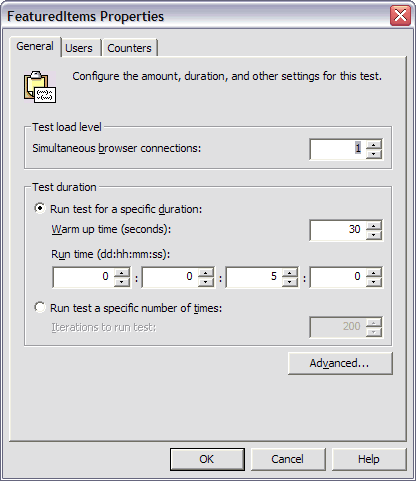 FeaturedItems Properties
General Users Counters
Configure the amount, duration, and other settings for this test.
Test load level
Simultaneous browser connections: 1
Test duration
Run test for a specific duration:
Warm up time (seconds): 30
Run time (dd:hh:mm:ss):
0 : 0 : 5 : 0
Run test a specific number of times:
Iterations to run test: 200
Advanced...
OK Cancel Help